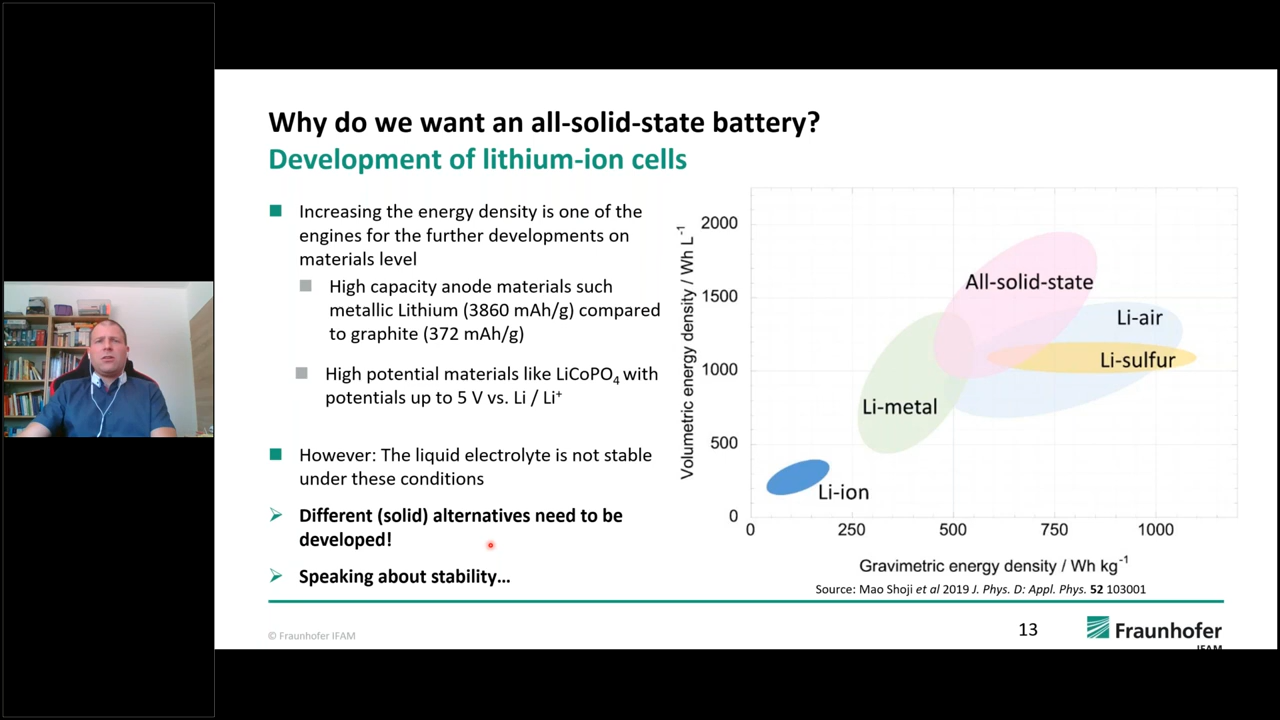 Why do we want an all-solid-state battery?
Development of lithium-ion cells
Increasing the energy density is one of the
engines for the further developments on
materials level
High capacity anode materials such
metallic Lithium (3860 mAh/g) compared
to graphite (372 mAh/g)
High potential materials like LiCoPO₄ with
potentials up to 5 V vs. Li / Li⁺
However: The liquid electrolyte is not stable
under these conditions
Different (solid) alternatives need to be
developed!
Speaking about stability...
Volumetric energy density / Wh L⁻¹
2000
1500
1000
500
0
All-solid-state
Li-air
Li-sulfur
Li-metal
Li-ion
0 250 500 750 1000
Gravimetric energy density / Wh kg⁻¹
Source: Mao Shoji et al 2019 J. Phys. D: Appl. Phys. 52 103001
© Fraunhofer IFAM
13
Fraunhofer
IFAM